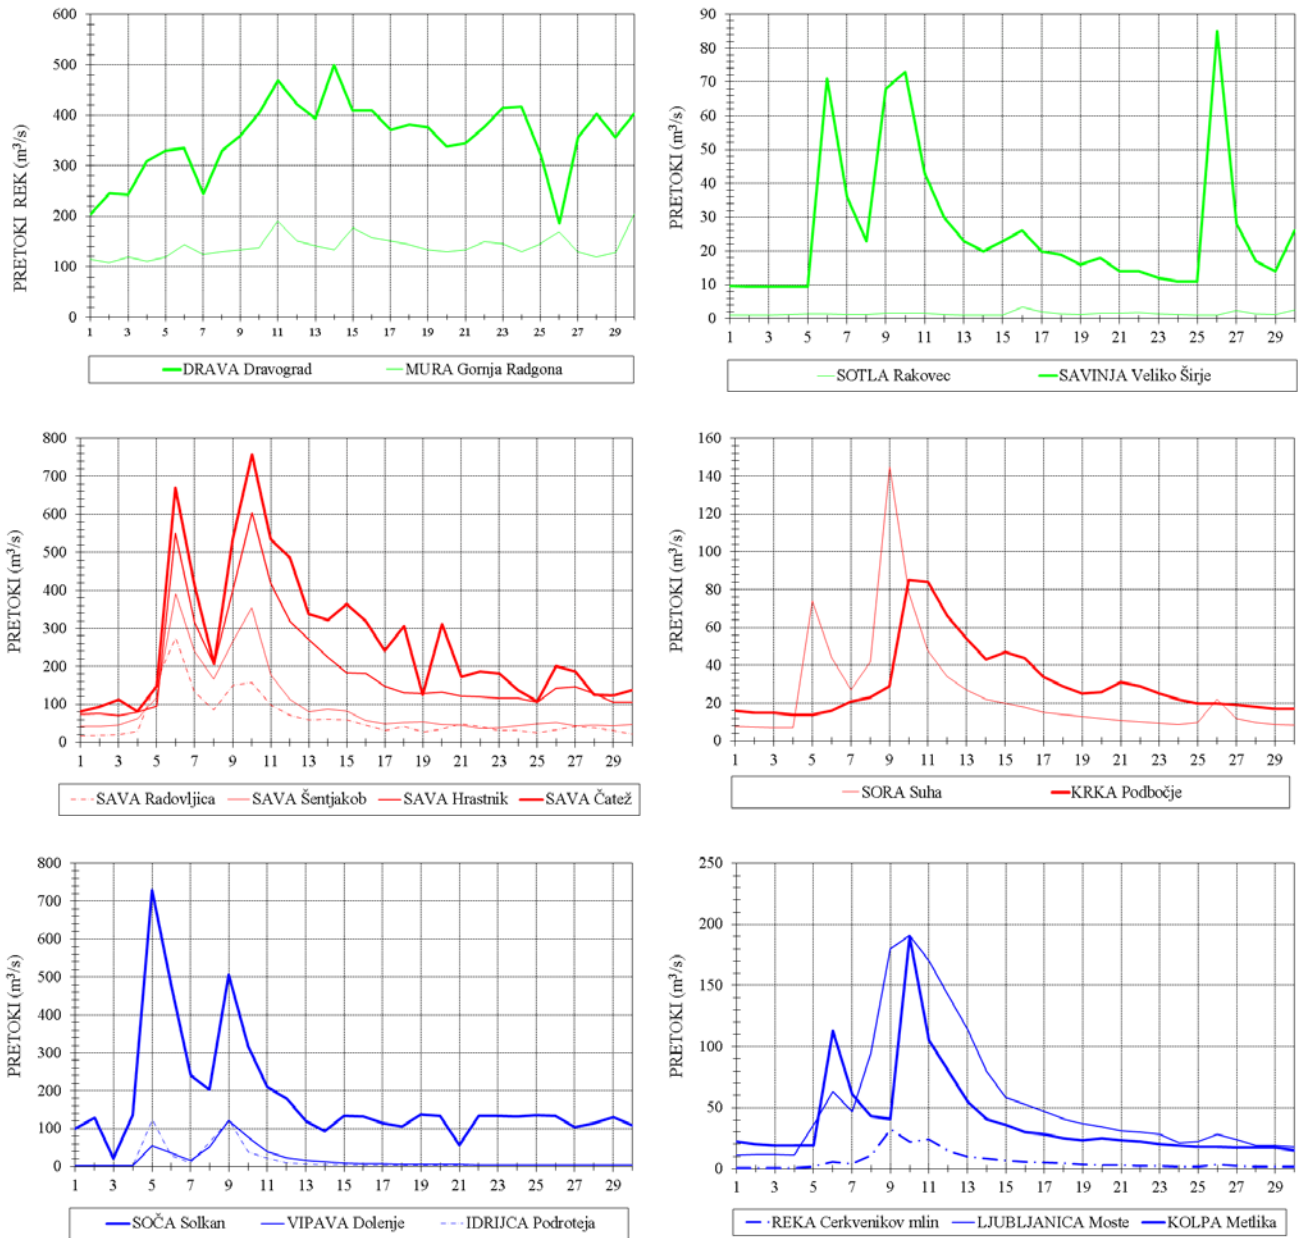 PRETOKI REK (m³/s)
600
500
400
300
200
100
0
1 3 5 7 9 11 13 15 17 19 21 23 25 27 29
DRAVA Dravograd MURA Gornja Radgona
PRETOKI (m³/s)
90
80
70
60
50
40
30
20
10
0
1 3 5 7 9 11 13 15 17 19 21 23 25 27 29
SOTLA Rakovec SAVINJA Veliko Širje
PRETOKI (m³/s)
800
700
600
500
400
300
200
100
0
1 3 5 7 9 11 13 15 17 19 21 23 25 27 29
SAVA Radovljica SAVA Šentjakob SAVA Hrastnik SAVA Čatež
PRETOKI (m³/s)
160
140
120
100
80
60
40
20
0
1 3 5 7 9 11 13 15 17 19 21 23 25 27 29
SORA Suha KRKA Podbočje
PRETOKI (m³/s)
800
700
600
500
400
300
200
100
0
1 3 5 7 9 11 13 15 17 19 21 23 25 27 29
SOČA Solkan VIPAVA Dolenje IDRIJCA Podroteja
PRETOKI (m³/s)
250
200
150
100
50
0
1 3 5 7 9 11 13 15 17 19 21 23 25 27 29
REKA Cerkvenikov mlin LJUBLJANICA Moste KOLPA Metlika